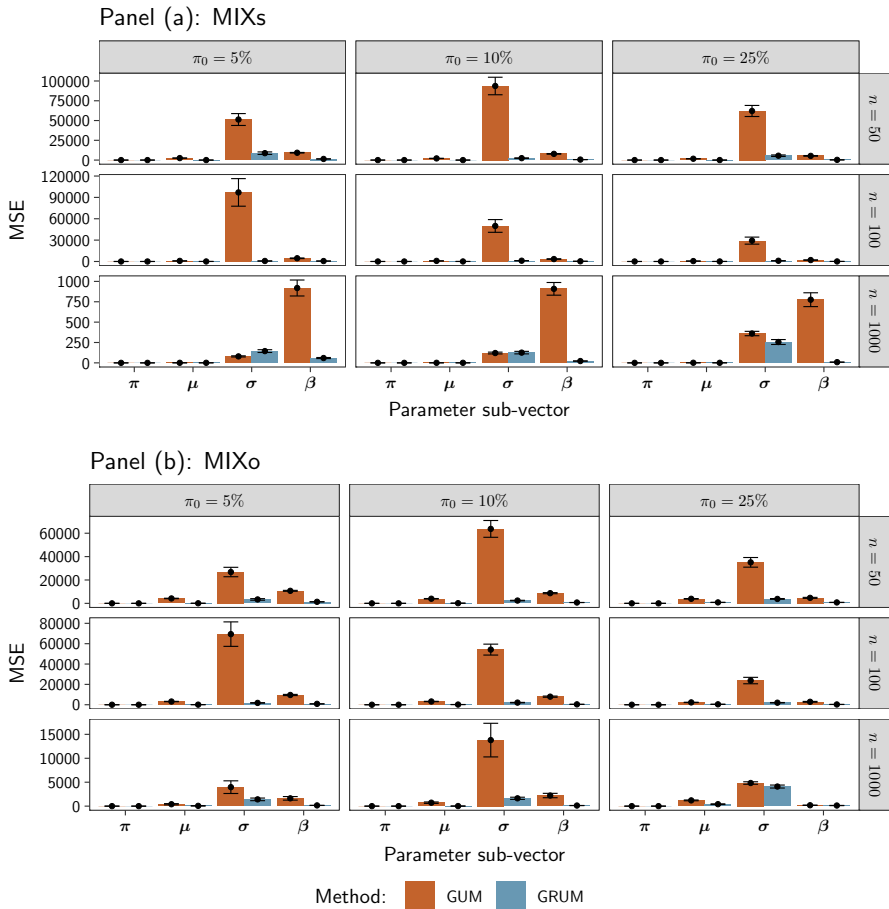 Panel (a): MIXs
π₀ = 5%
π₀ = 10%
π₀ = 25%
100000
75000
50000
25000
0
n = 50
120000
90000
60000
30000
0
n = 100
1000
750
500
250
0
n = 1000
MSE
π μ σ β
π μ σ β
π μ σ β
Parameter sub-vector
Panel (b): MIXo
π₀ = 5%
π₀ = 10%
π₀ = 25%
60000
40000
20000
0
n = 50
80000
60000
40000
20000
0
n = 100
15000
10000
5000
0
n = 1000
MSE
π μ σ β
π μ σ β
π μ σ β
Parameter sub-vector
Method: GUM GRUM